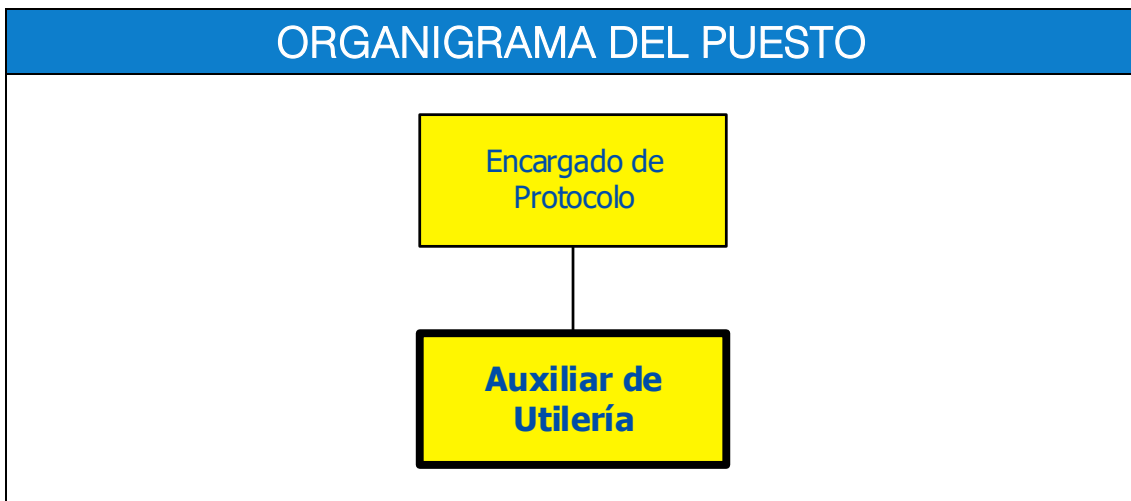 ORGANIGRAMA DEL PUESTO
Encargado de
Protocolo
Auxiliar de
Utilería